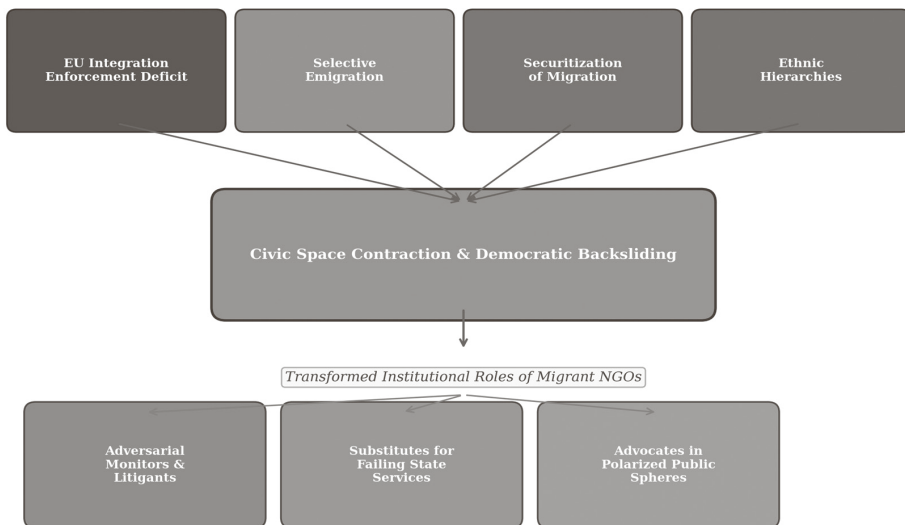 EU Integration
Enforcement Deficit
Selective
Emigration
Securitization
of Migration
Ethnic
Hierarchies
Civic Space Contraction & Democratic Backsliding
Transformed Institutional Roles of Migrant NGOs
Adversarial
Monitors &
Litigants
Substitutes for
Failing State
Services
Advocates in
Polarized Public
Spheres